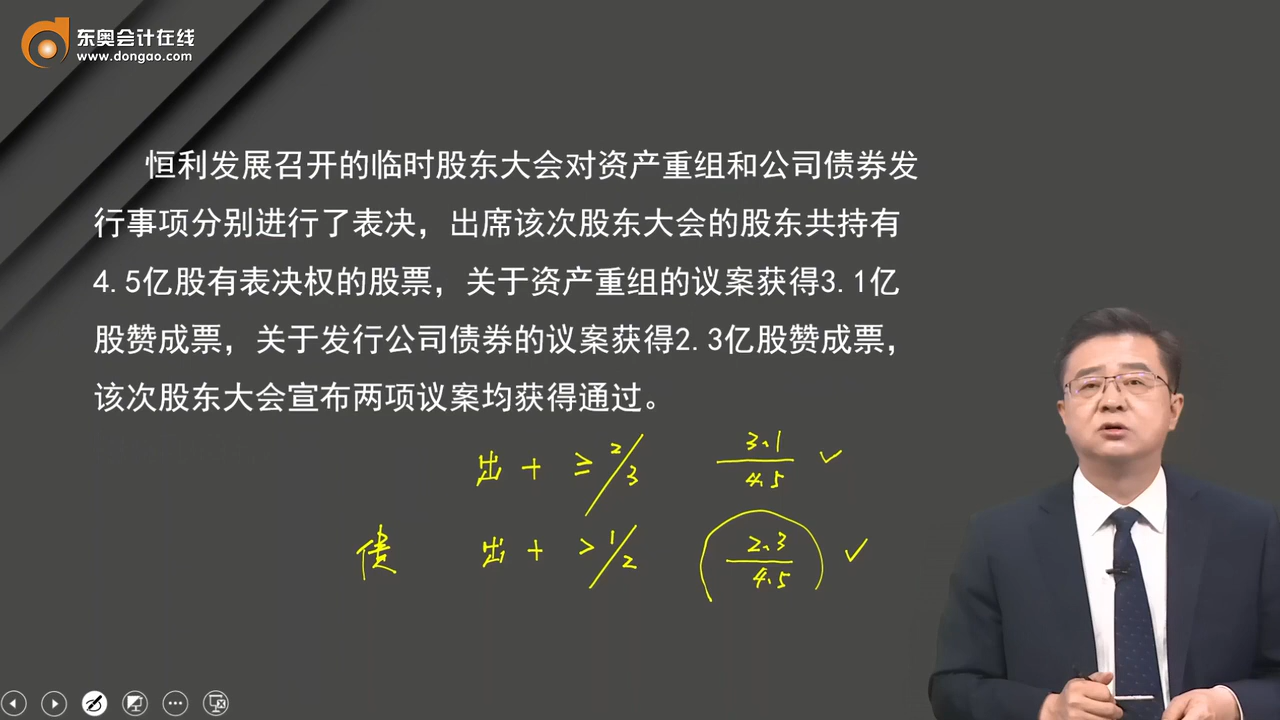 东奥会计在线
www.dongao.com
恒利发展召开的临时股东大会对资产重组和公司债券发
行事项分别进行了表决，出席该次股东大会的股东共持有
4.5亿股有表决权的股票，关于资产重组的议案获得3.1亿
股赞成票，关于发行公司债券的议案获得2.3亿股赞成票，
该次股东大会宣布两项议案均获得通过。
出 + ≥ 2/3 3.1/4.5 ✓
债 出 + > 1/2 2.3/4.5 ✓